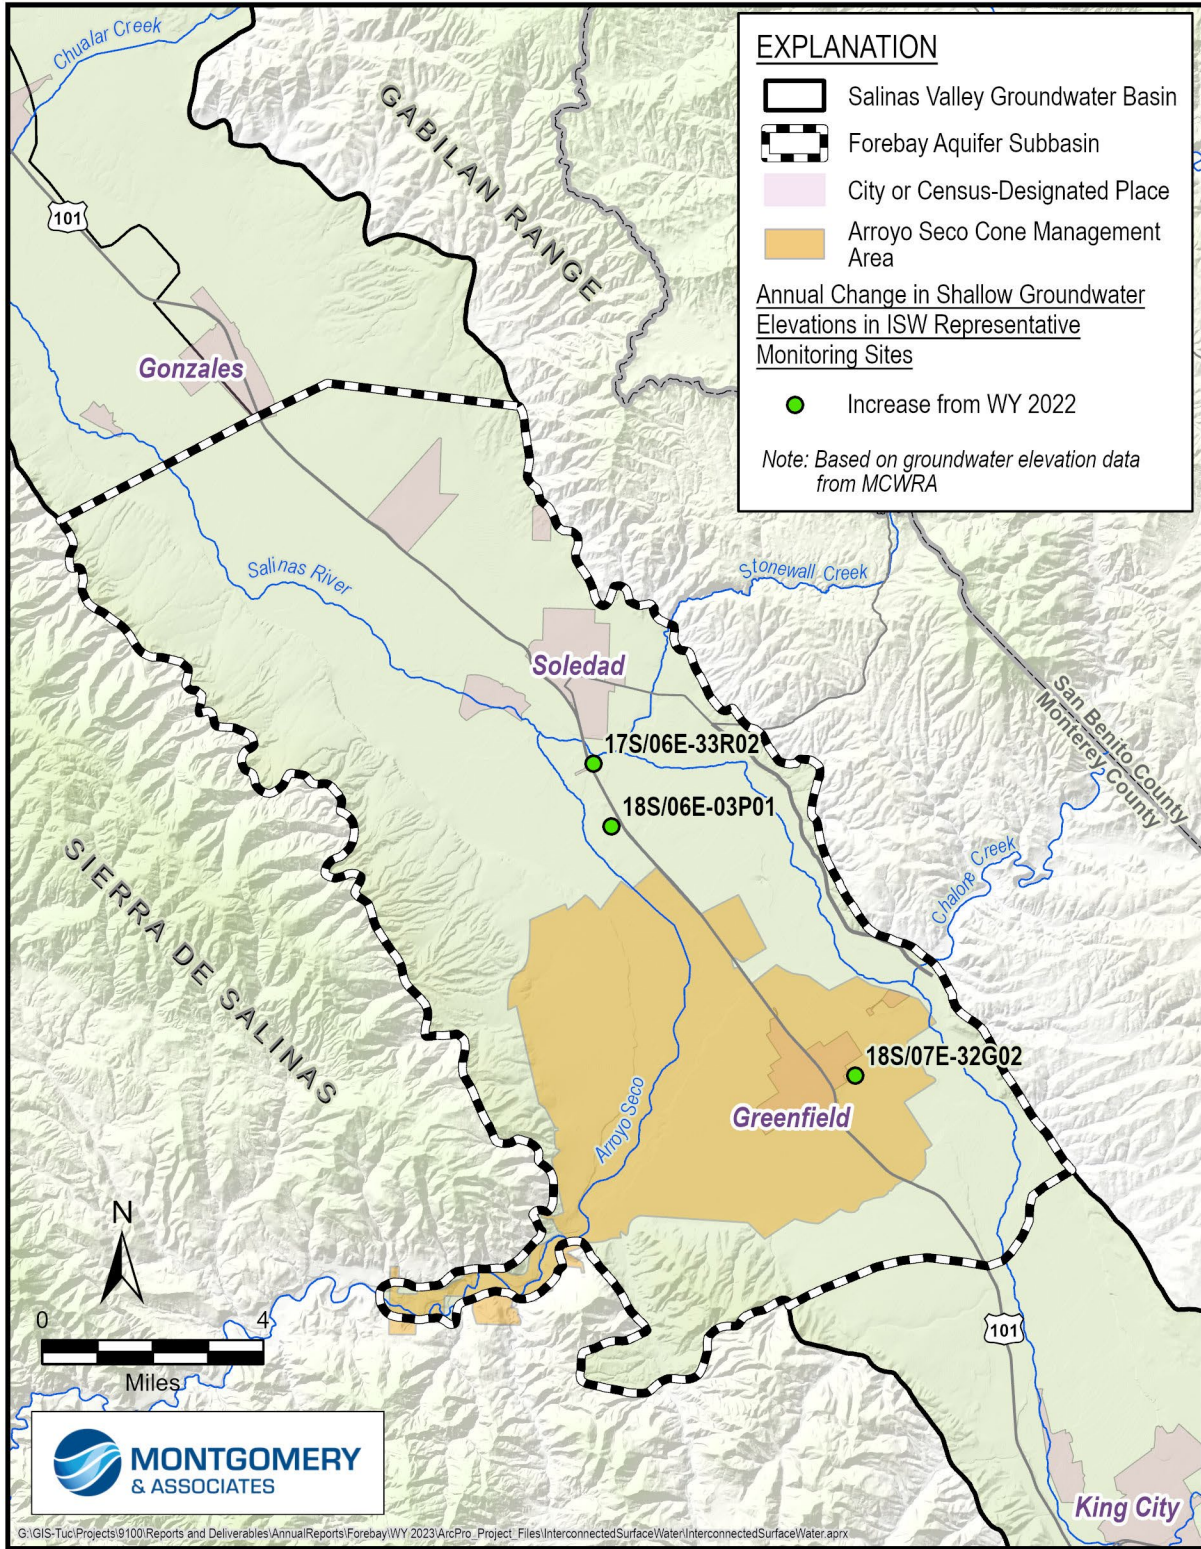 Chualar Creek
GABILAN RANGE
EXPLANATION
Salinas Valley Groundwater Basin
Forebay Aquifer Subbasin
City or Census-Designated Place
Arroyo Seco Cone Management
Area
Annual Change in Shallow Groundwater
Elevations in ISW Representative
Monitoring Sites
Increase from WY 2022
Note: Based on groundwater elevation data
from MCWRA
101
Gonzales
Salinas River
Stonewall Creek
Soledad
San Benito County
Monterey County
17S/06E-33R02
18S/06E-03P01
SIERRA DE SALINAS
Chalone Creek
18S/07E-32G02
Greenfield
Arroyo Seco
N
0 4
Miles
101
MONTGOMERY
& ASSOCIATES
King City
G:\GIS-Tuc\Projects\9100\Reports and Deliverables\AnnualReports\Forebay\WY 2023\ArcPro_Project_Files\InterconnectedSurfaceWater\InterconnectedSurfaceWater.aprx